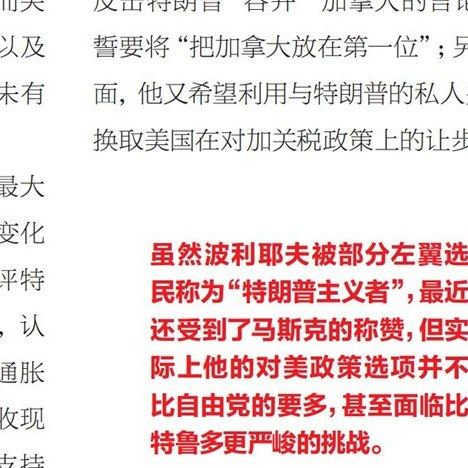 以及
未有
最大
变化
评特
，认
通胀
收现
支持
反击特朗普“吞并”加拿大的言论
誓要将“把加拿大放在第一位”；另
面，他又希望利用与特朗普的私人
换取美国在对加关税政策上的让步
虽然波利耶夫被部分左翼选
民称为“特朗普主义者”，最近
还受到了马斯克的称赞，但实
际上他的对美政策选项并不
比自由党的要多，甚至面临比
特鲁多更严峻的挑战。